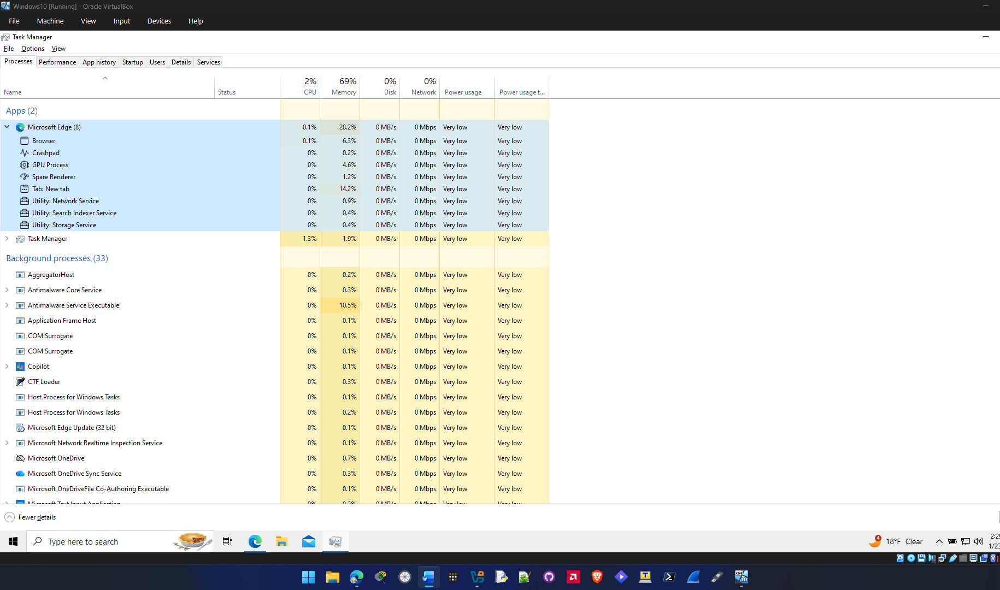 Windows10 [Running] - Oracle VirtualBox
File Machine View Input Devices Help
Task Manager
File Options View
Processes Performance App history Startup Users Details Services
2% 69% 0% 0%
Name Status CPU Memory Disk Network Power usage Power usage t...
Apps (2)
Microsoft Edge (8) 0.1% 28.2% 0 MB/s 0 Mbps Very low Very low
Browser 0.1% 6.3% 0 MB/s 0 Mbps Very low Very low
Crashpad 0% 0.2% 0 MB/s 0 Mbps Very low Very low
GPU Process 0% 4.6% 0 MB/s 0 Mbps Very low Very low
Spare Renderer 0% 1.2% 0 MB/s 0 Mbps Very low Very low
Tab: New tab 0% 14.2% 0 MB/s 0 Mbps Very low Very low
Utility: Network Service 0% 0.9% 0 MB/s 0 Mbps Very low Very low
Utility: Search Indexer Service 0% 0.4% 0 MB/s 0 Mbps Very low Very low
Utility: Storage Service 0% 0.4% 0 MB/s 0 Mbps Very low Very low
Task Manager 1.3% 1.9% 0 MB/s 0 Mbps Very low Very low
Background processes (33)
AggregatorHost 0% 0.2% 0 MB/s 0 Mbps Very low Very low
Antimalware Core Service 0% 0.3% 0 MB/s 0 Mbps Very low Very low
Antimalware Service Executable 0% 10.5% 0 MB/s 0 Mbps Very low Very low
Application Frame Host 0% 0.1% 0 MB/s 0 Mbps Very low Very low
COM Surrogate 0% 0.1% 0 MB/s 0 Mbps Very low Very low
COM Surrogate 0% 0.1% 0 MB/s 0 Mbps Very low Very low
Copilot 0% 0.1% 0 MB/s 0 Mbps Very low Very low
CTF Loader 0% 0.3% 0 MB/s 0 Mbps Very low Very low
Host Process for Windows Tasks 0% 0.1% 0 MB/s 0 Mbps Very low Very low
Host Process for Windows Tasks 0% 0.2% 0 MB/s 0 Mbps Very low Very low
Microsoft Edge Update (32 bit) 0% 0.1% 0 MB/s 0 Mbps Very low Very low
Microsoft Network Realtime Inspection Service 0% 0.1% 0 MB/s 0 Mbps Very low Very low
Microsoft OneDrive 0% 0.7% 0 MB/s 0 Mbps Very low Very low
Microsoft OneDrive Sync Service 0% 0.3% 0 MB/s 0 Mbps Very low Very low
Microsoft OneDriveFile Co-Authoring Executable 0% 0.1% 0 MB/s 0 Mbps Very low Very low
Microsoft Text Input Application
Fewer details
Type here to search
4 18°F Clear